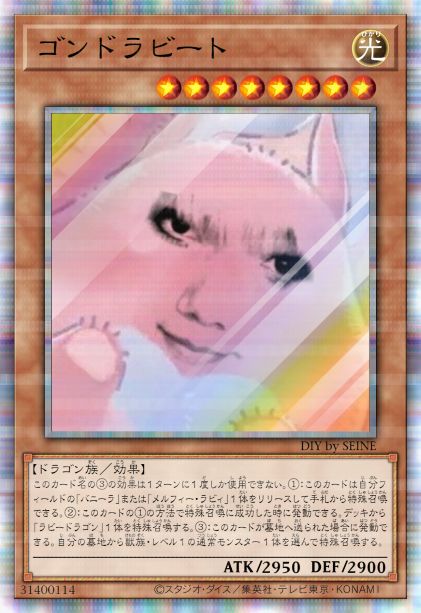 ゴンドラビート
光
DIY by SEINE
【ドラゴン族／効果】
このカード名の③の効果は1ターンに1度しか使用できない。①：このカードは自分フ
ィールドの「バニーラ」または「メルフィー・ラビィ」1体をリリースして手札から特殊召喚
できる。②：このカードの①の方法で特殊召喚に成功した時に発動できる。デッキから
「ラビードラゴン」1体を特殊召喚する。③：このカードが墓地へ送られた場合に発動で
きる。自分の墓地から獣族・レベル1の通常モンスター1体を選んで特殊召喚する。
ATK/2950 DEF/2900
31400114
©スタジオ・ダイス／集英社・テレビ東京・KONAMI